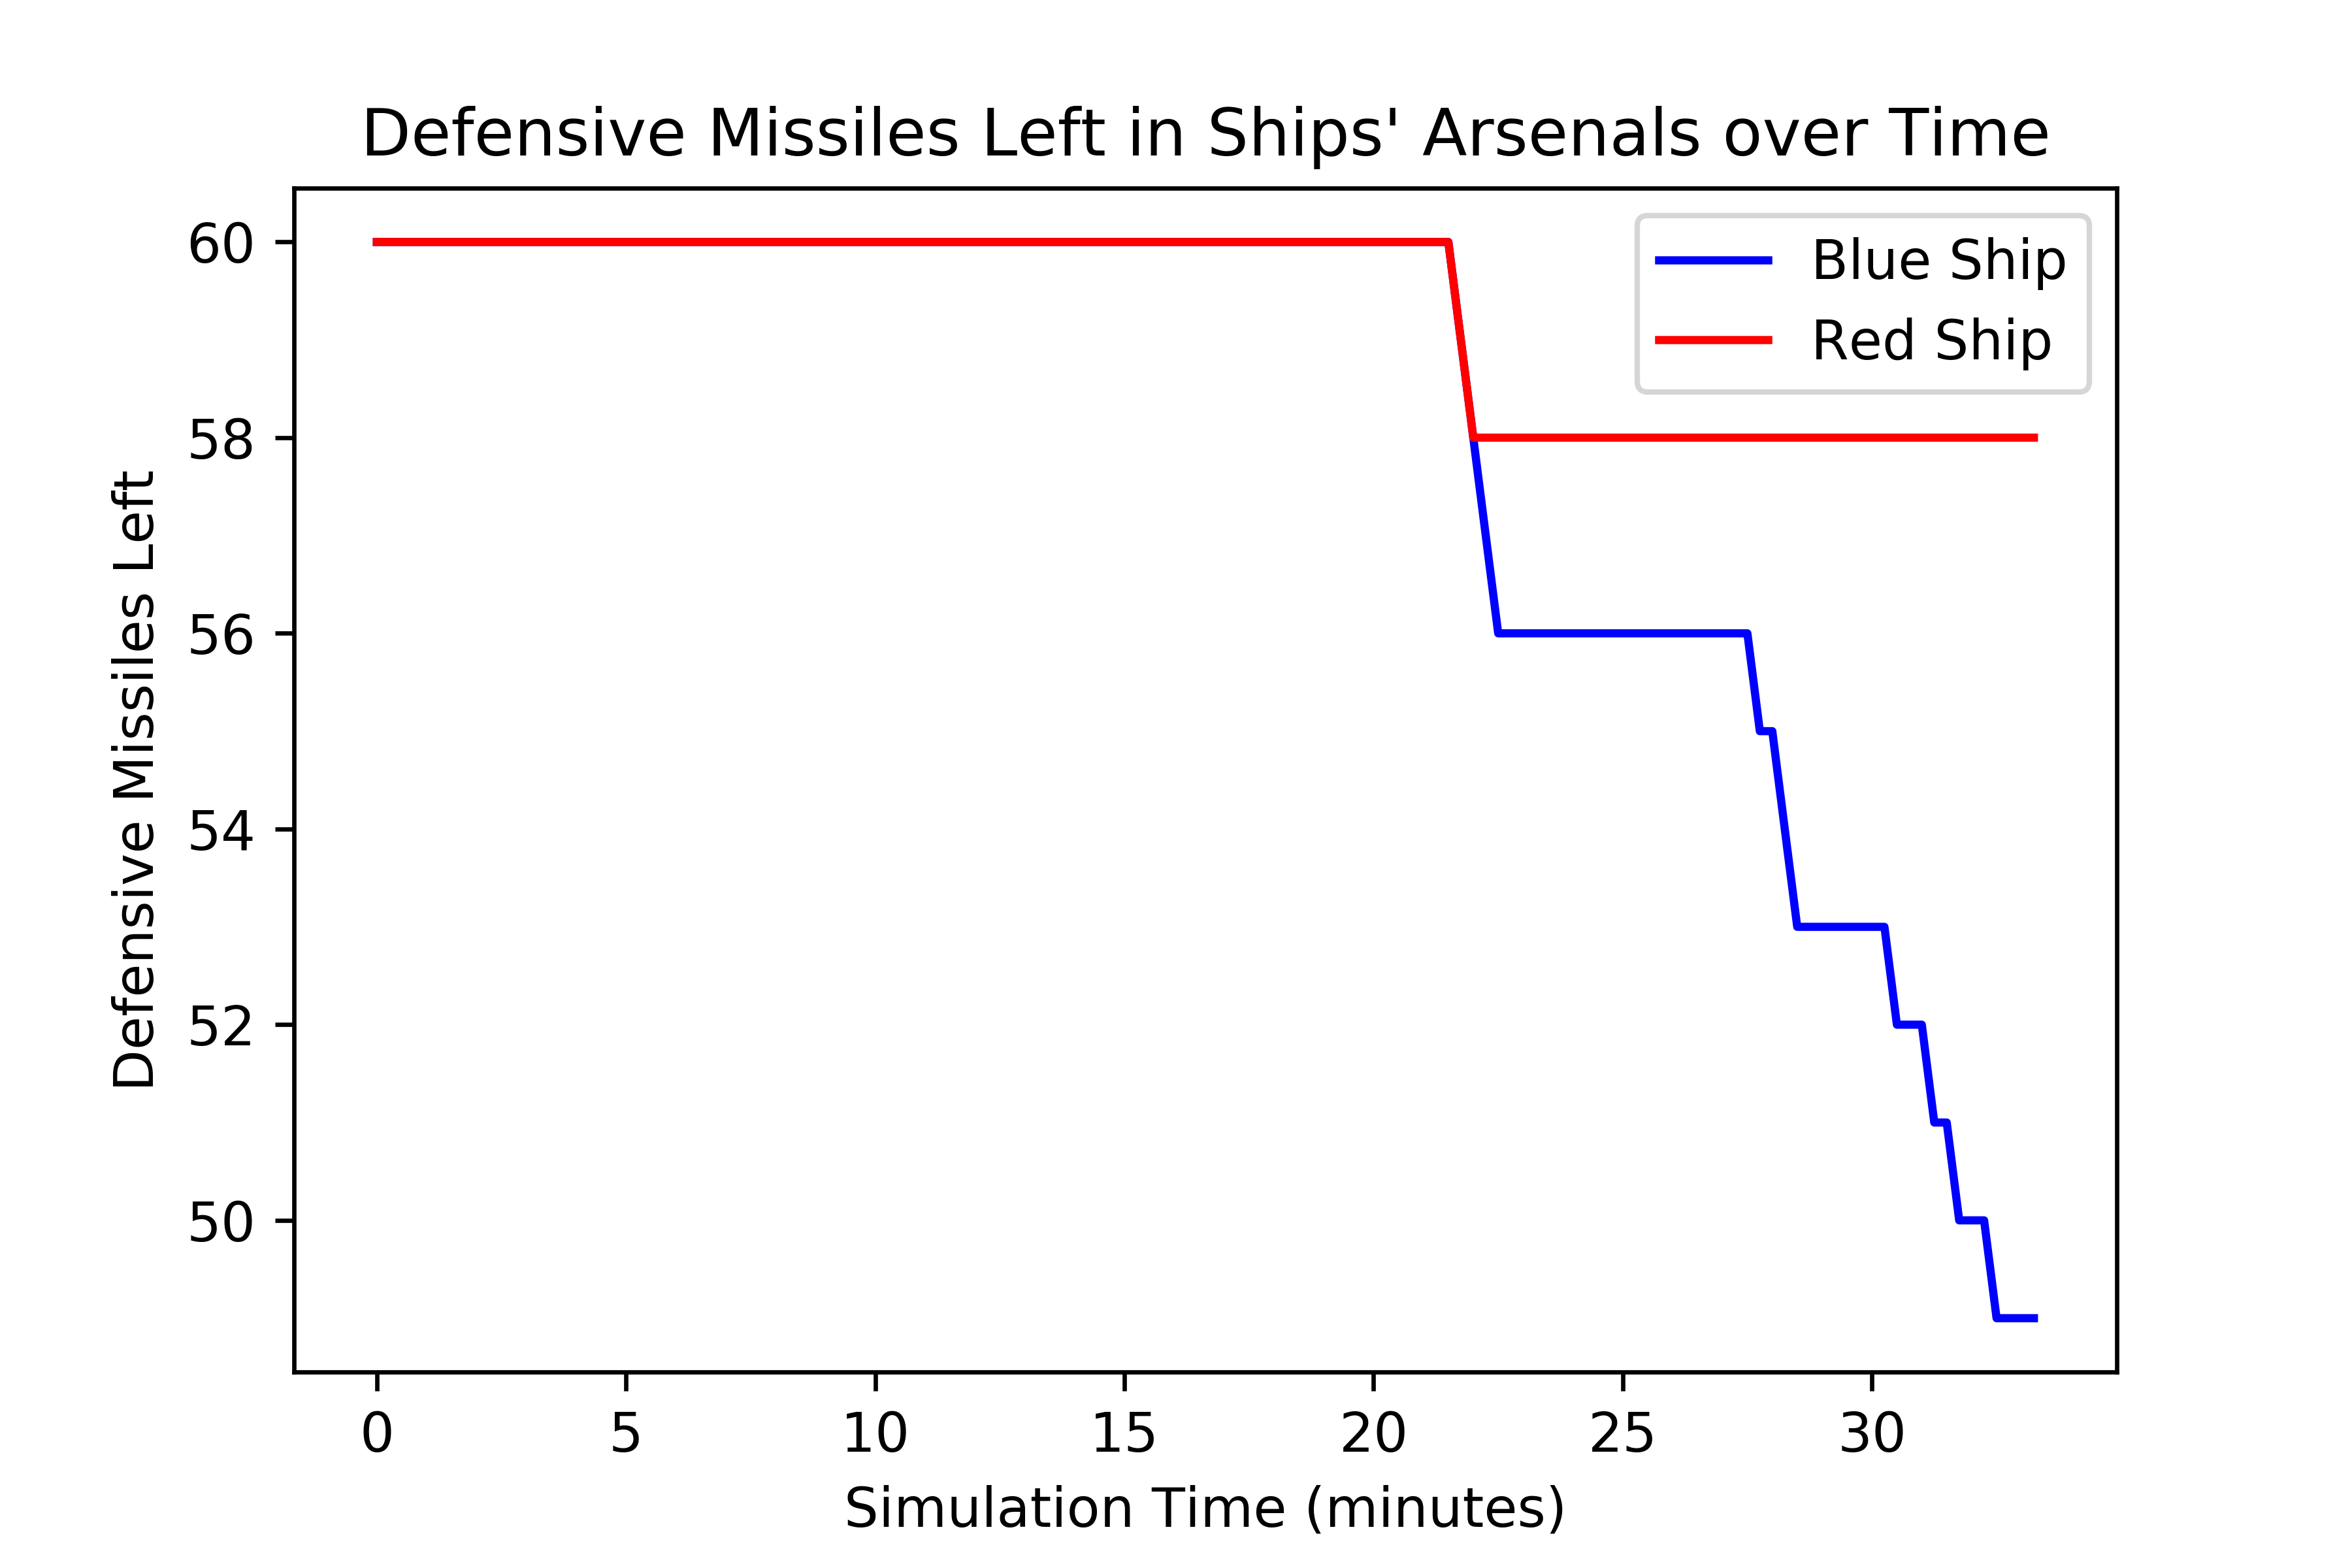 Defensive Missiles Left in Ships' Arsenals over Time
Blue Ship
Red Ship
Defensive Missiles Left
60
58
56
54
52
50
0 5 10 15 20 25 30
Simulation Time (minutes)